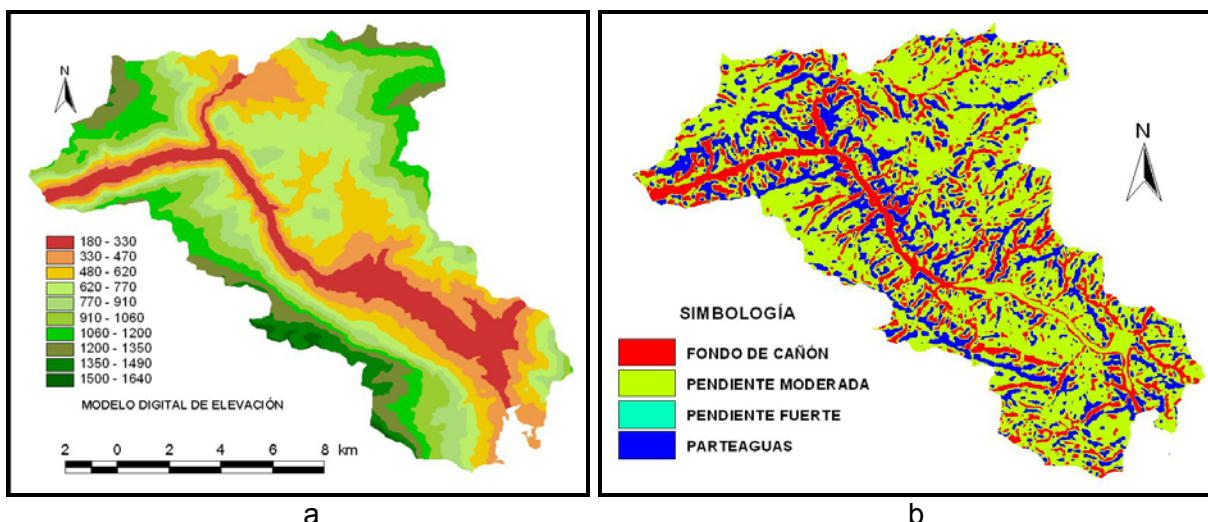 N
180 - 330
330 - 470
480 - 620
620 - 770
770 - 910
910 - 1060
1060 - 1200
1200 - 1350
1350 - 1490
1500 - 1640
MODELO DIGITAL DE ELEVACIÓN
2 0 2 4 6 8 km
a
N
SIMBOLOGÍA
FONDO DE CAÑÓN
PENDIENTE MODERADA
PENDIENTE FUERTE
PARTEAGUAS
b